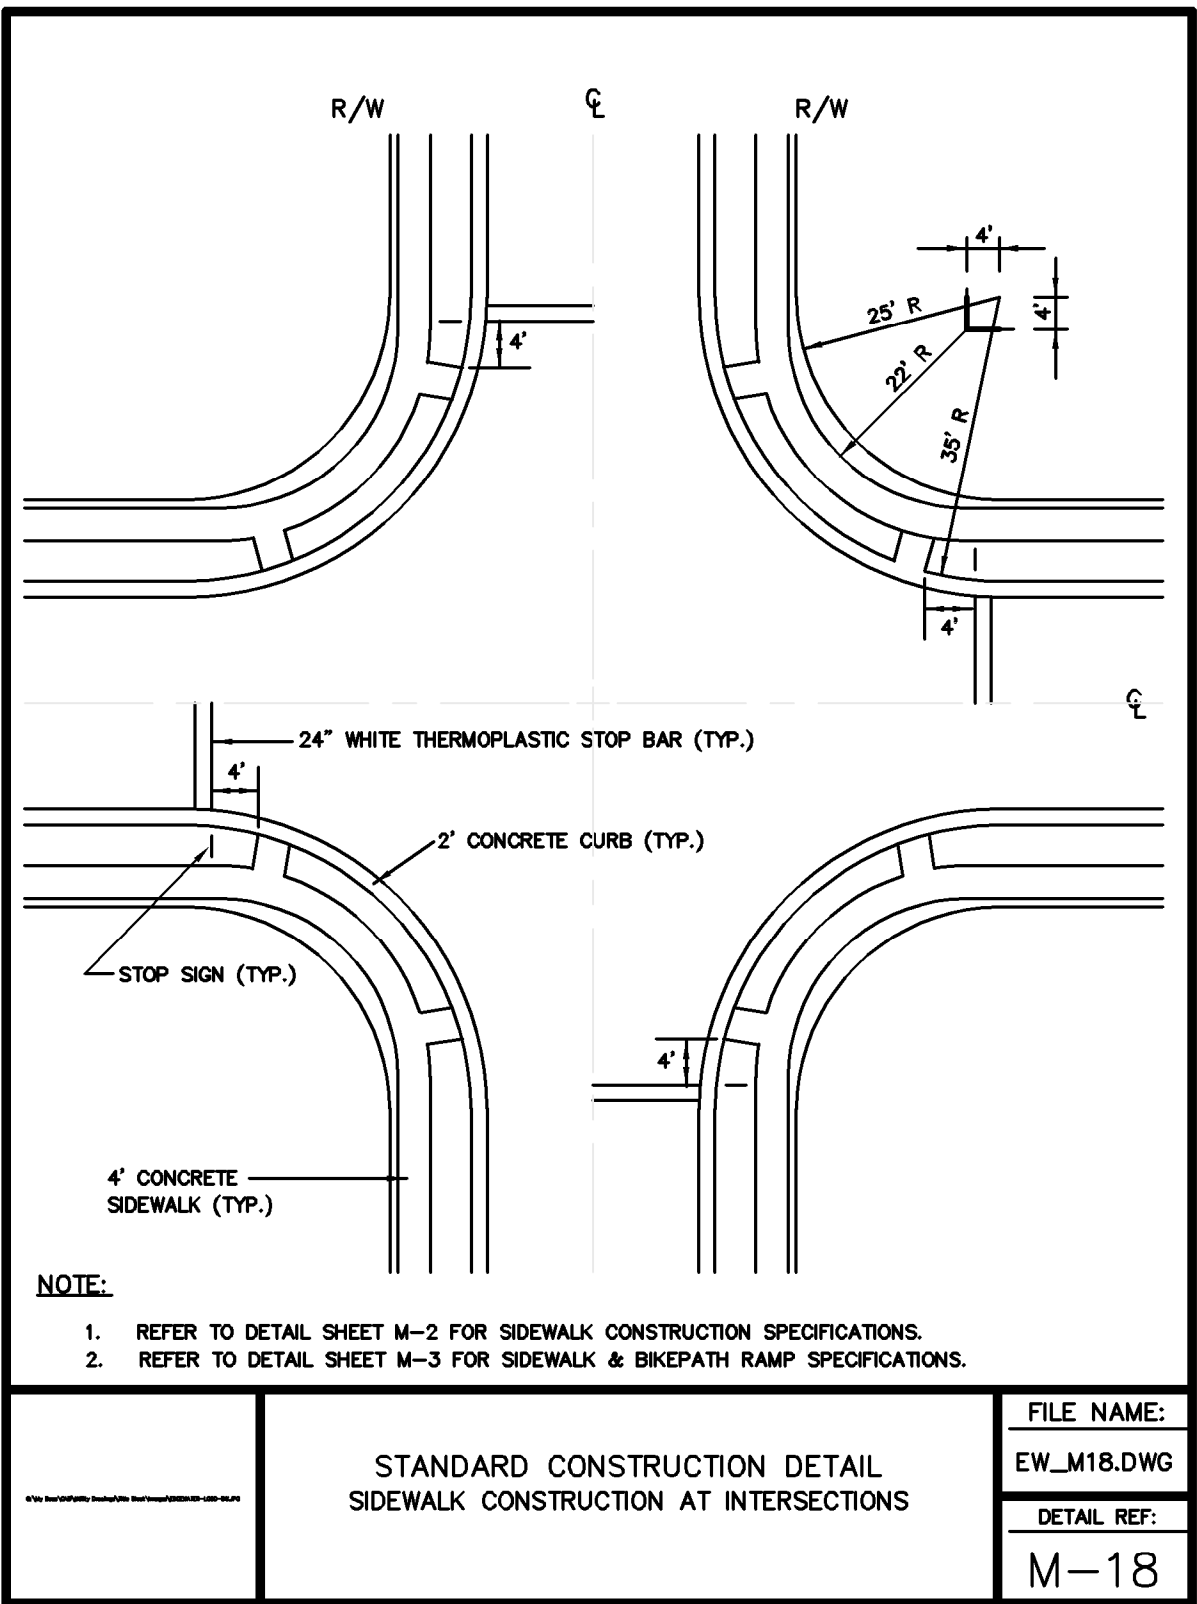 R/W
℄
R/W
4'
25' R
4'
22' R
35' R
4'
4'
℄
24" WHITE THERMOPLASTIC STOP BAR (TYP.)
4'
2' CONCRETE CURB (TYP.)
STOP SIGN (TYP.)
4'
4' CONCRETE
SIDEWALK (TYP.)
NOTE:
1. REFER TO DETAIL SHEET M-2 FOR SIDEWALK CONSTRUCTION SPECIFICATIONS.
2. REFER TO DETAIL SHEET M-3 FOR SIDEWALK & BIKEPATH RAMP SPECIFICATIONS.
STANDARD CONSTRUCTION DETAIL
SIDEWALK CONSTRUCTION AT INTERSECTIONS
FILE NAME:
EW_M18.DWG
DETAIL REF:
M-18